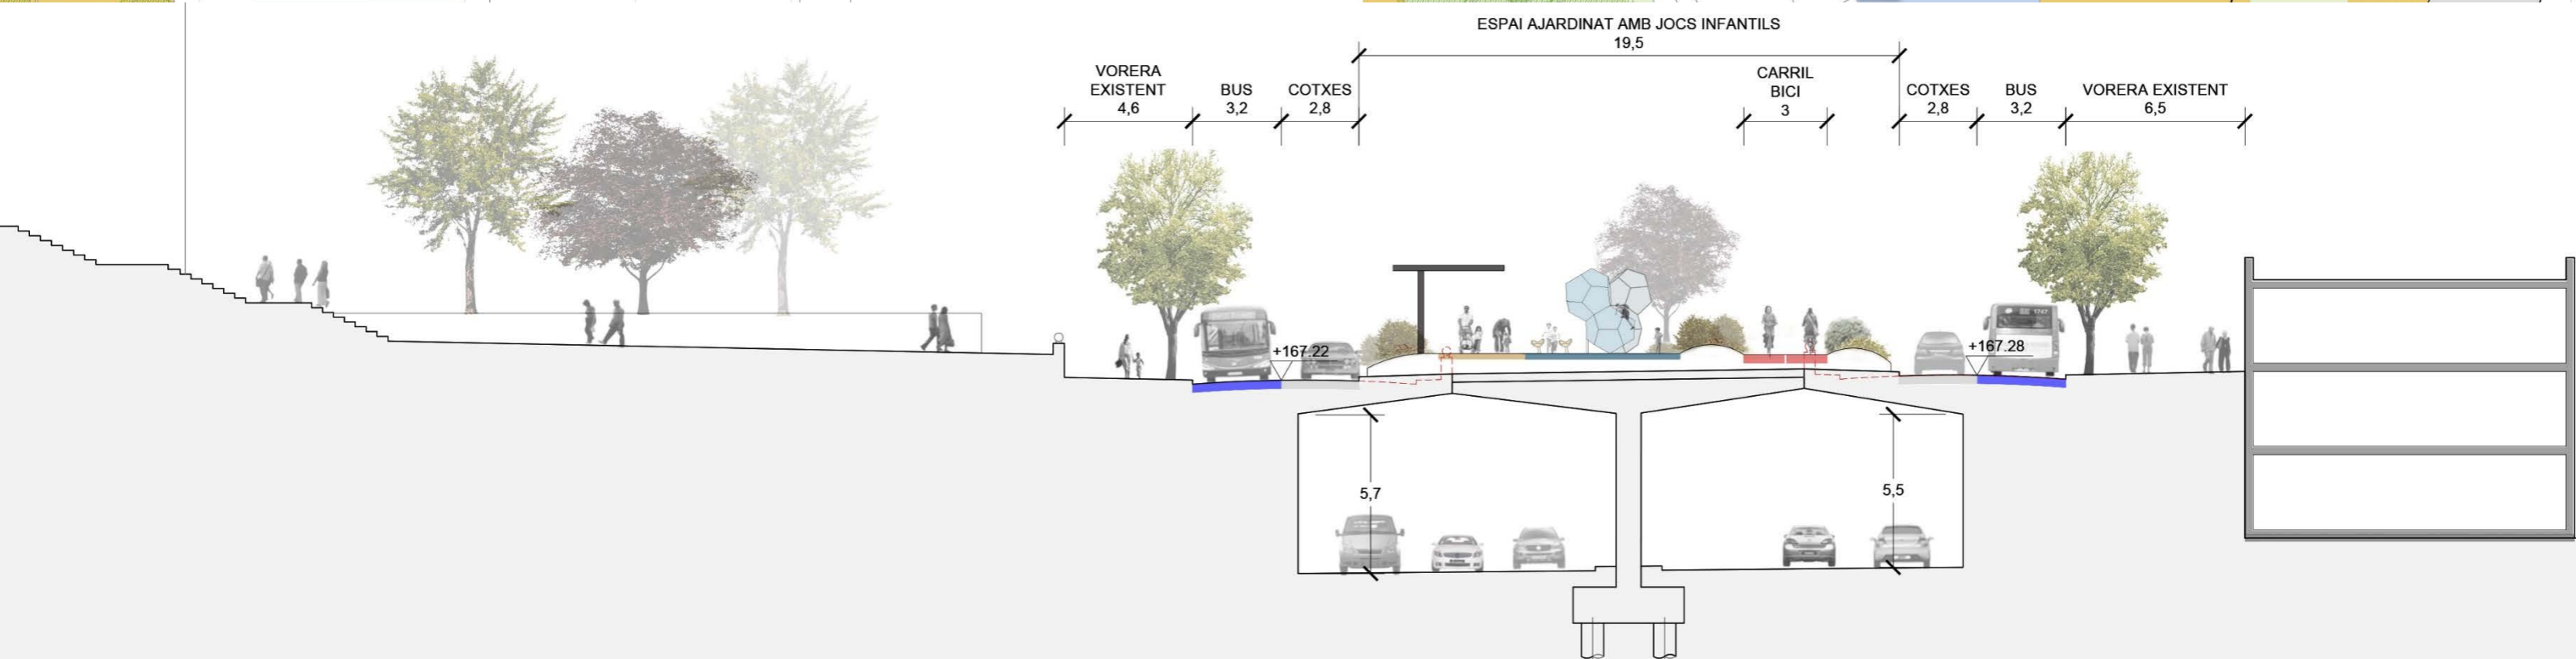 ESPAI AJARDINAT AMB JOCS INFANTILS
19,5
VORERA
EXISTENT
4,6
BUS
3,2
COTXES
2,8
CARRIL
BICI
3
COTXES
2,8
BUS
3,2
VORERA EXISTENT
6,5
+167.22
+167.28
5,7
5,5